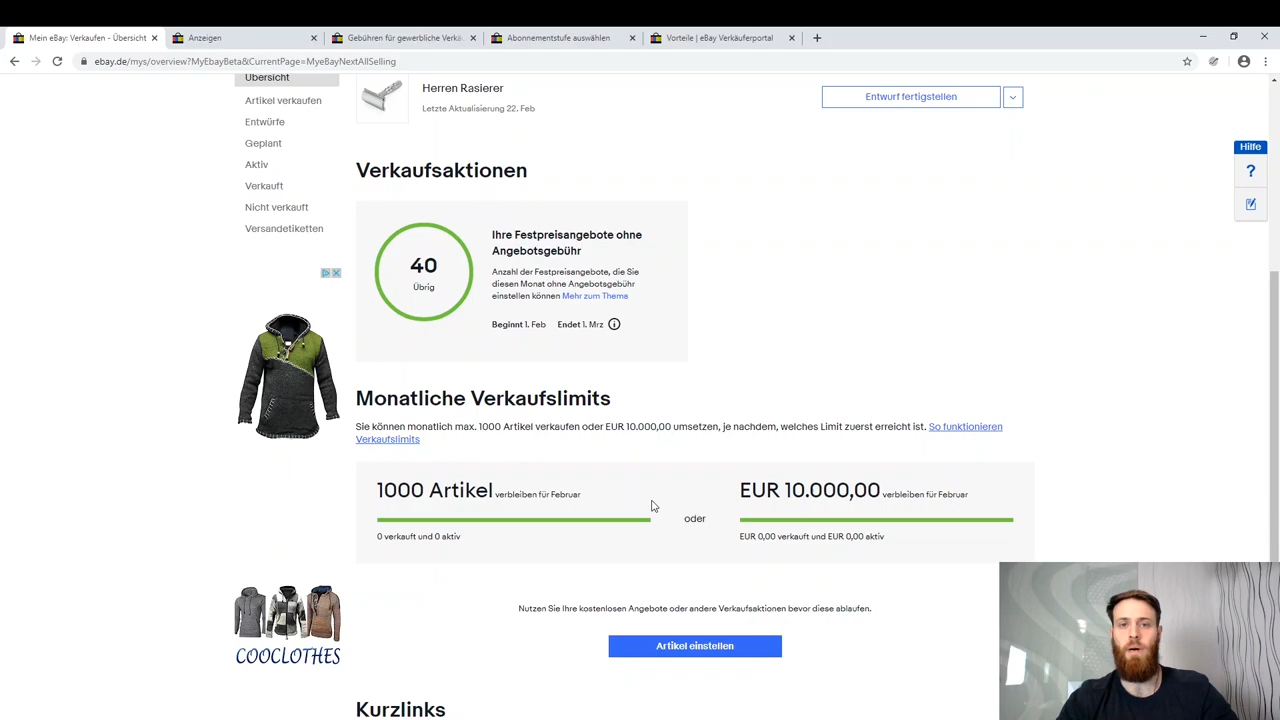 Mein eBay: Verkaufen - Übersicht
Anzeigen
Gebühren für gewerbliche Verkä
Abonnementstufe auswählen
Vorteile | eBay Verkäuferportal
ebay.de/mys/overview?MyEbayBeta&CurrentPage=MyeBayNextAllSelling
Übersicht
Artikel verkaufen
Entwürfe
Geplant
Aktiv
Verkauft
Nicht verkauft
Versandetiketten
Herren Rasierer
Letzte Aktualisierung 22. Feb
Entwurf fertigstellen
Hilfe
?
Verkaufsaktionen
40
Übrig
Ihre Festpreisangebote ohne
Angebotsgebühr
Anzahl der Festpreisangebote, die Sie
diesen Monat ohne Angebotsgebühr
einstellen können Mehr zum Thema
Beginnt 1. Feb Endet 1. Mrz
Monatliche Verkaufslimits
Sie können monatlich max. 1000 Artikel verkaufen oder EUR 10.000,00 umsetzen, je nachdem, welches Limit zuerst erreicht ist. So funktionieren
Verkaufslimits
1000 Artikel verbleiben für Februar
0 verkauft und 0 aktiv
oder
EUR 10.000,00 verbleiben für Februar
EUR 0,00 verkauft und EUR 0,00 aktiv
Nutzen Sie Ihre kostenlosen Angebote oder andere Verkaufsaktionen bevor diese ablaufen.
Artikel einstellen
COOCLOTHES
Kurzlinks